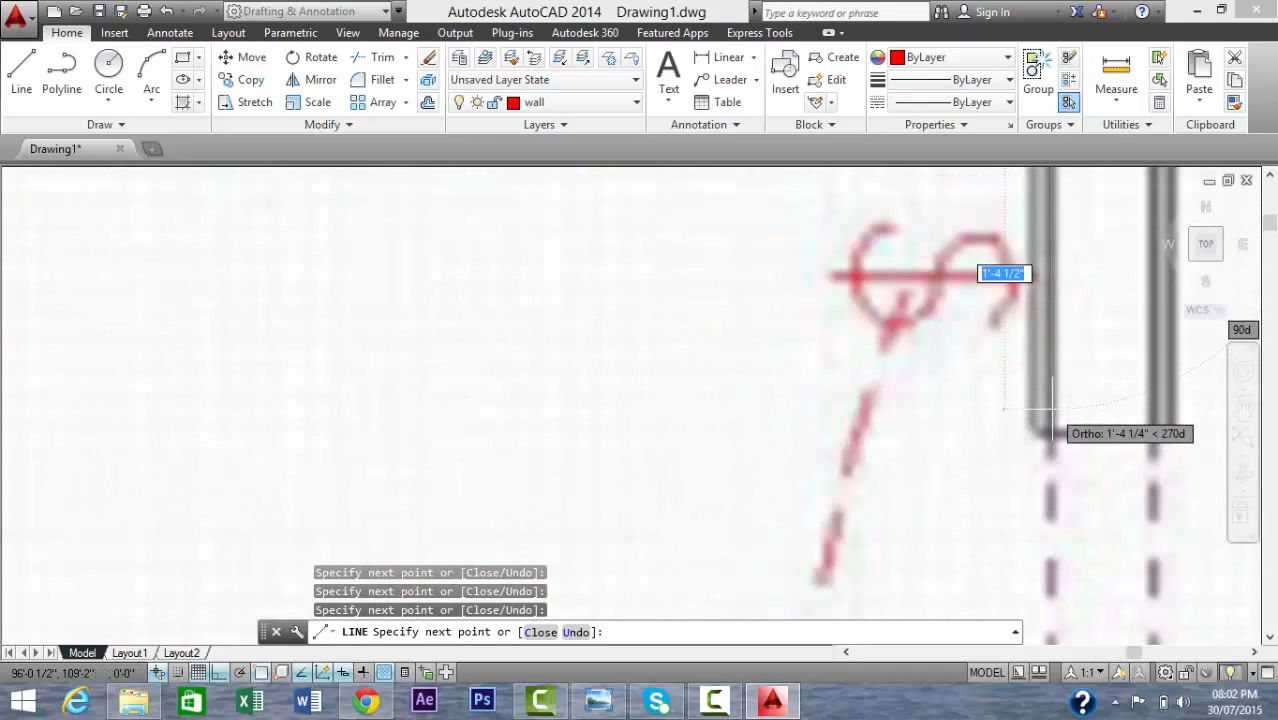 Drafting & Annotation
Autodesk AutoCAD 2014 Drawing1.dwg
Type a keyword or phrase
Sign In
Home Insert Annotate Layout Parametric View Manage Output Plug-ins Autodesk 360 Featured Apps Express Tools
Line Polyline Circle Arc
Move Rotate Trim
Copy Mirror Fillet
Stretch Scale Array
Unsaved Layer State
wall
Text
Linear
Leader
Table
Insert
Create
Edit
ByLayer
ByLayer
ByLayer
Group
Measure
Paste
Draw Modify Layers Annotation Block Properties Groups Utilities Clipboard
Drawing1*
N
W TOP E
S
WCS
1'-4 1/2"
90d
Ortho: 1'-4 1/4" < 270d
Specify next point or [Close/Undo]:
Specify next point or [Close/Undo]:
Specify next point or [Close/Undo]:
LINE Specify next point or [Close Undo]:
Model Layout1 Layout2
96'-0 1/2", 109'-2", 0'-0"
MODEL
1:1
Ae
Ps
08:02 PM
30/07/2015